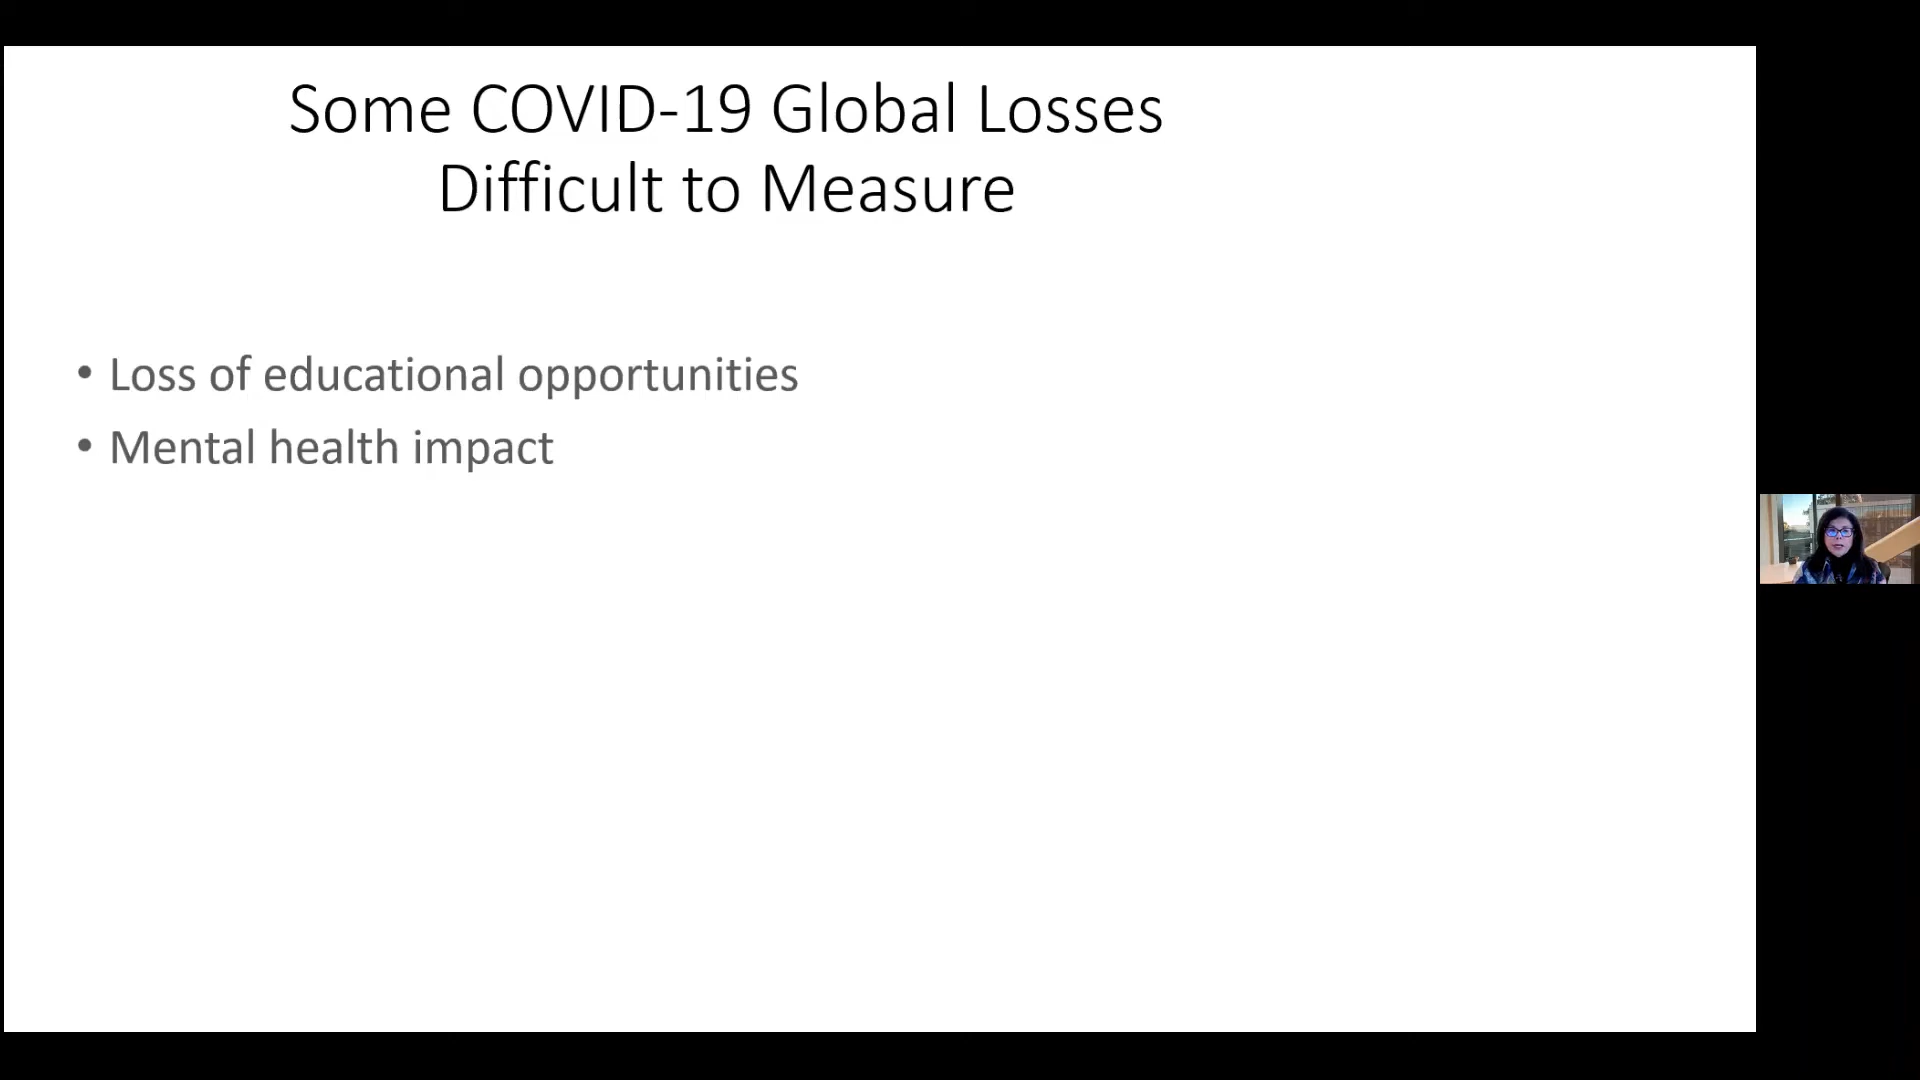 Some COVID-19 Global Losses
Difficult to Measure
• Loss of educational opportunities
• Mental health impact